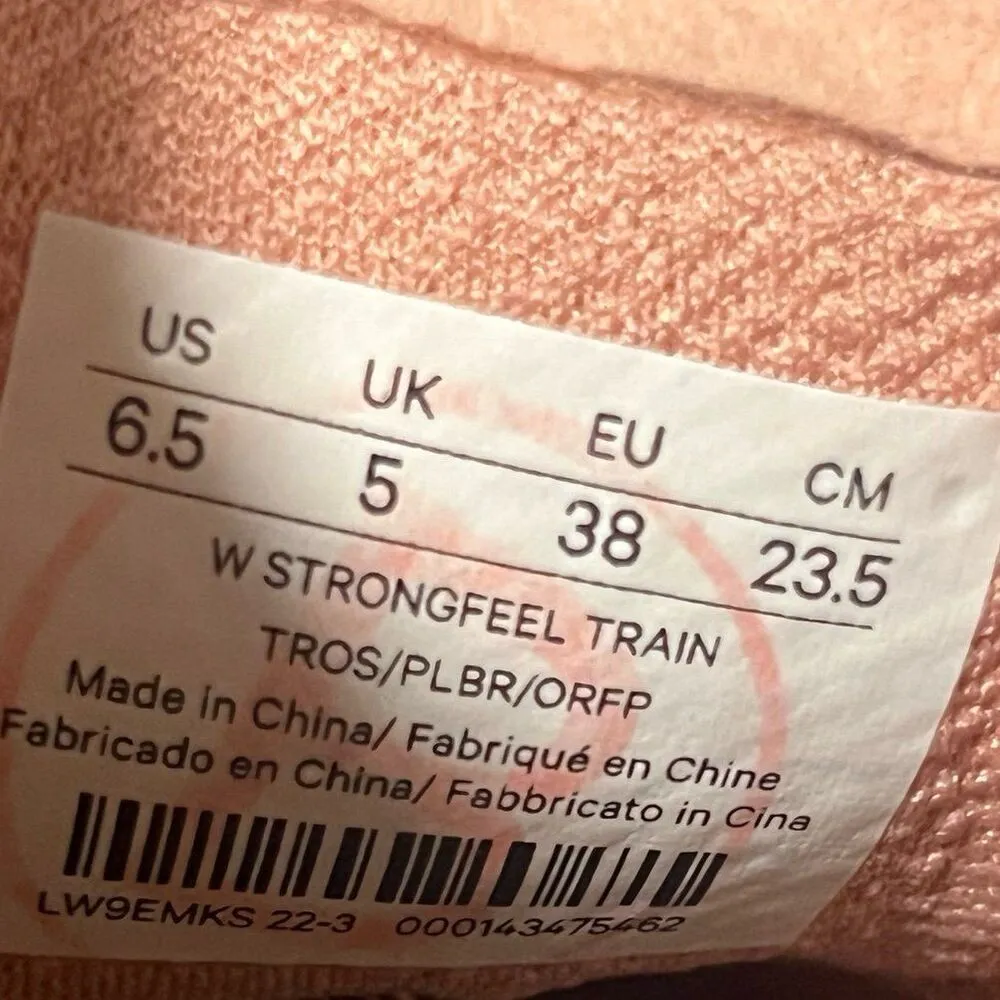 US UK EU CM
6.5 5 38 23.5
W STRONGFEEL TRAIN
TROS/PLBR/ORFP
Made in China/ Fabriqué en Chine
Fabricado en China/ Fabbricato in Cina
LW9EMKS 22-3 000143475462